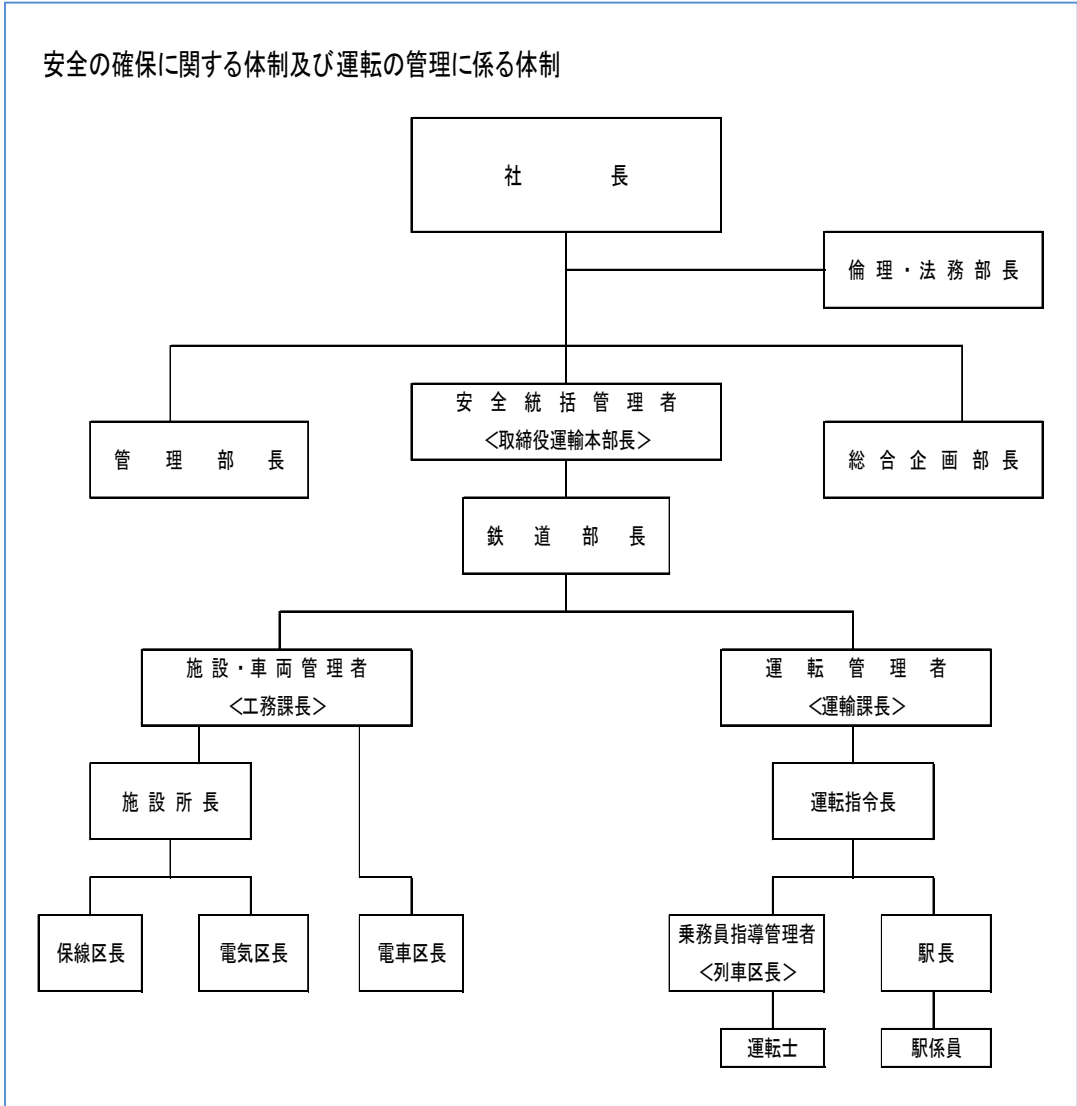 安全の確保に関する体制及び運転の管理に係る体制
社長
倫理・法務部長
安全統括管理者
<取締役運輸本部長>
管理部長
総合企画部長
鉄道部長
施設・車両管理者
<工務課長>
運転管理者
<運輸課長>
施設所長
運転指令長
保線区長
電気区長
電車区長
乗務員指導管理者
<列車区長>
駅長
運転士
駅係員